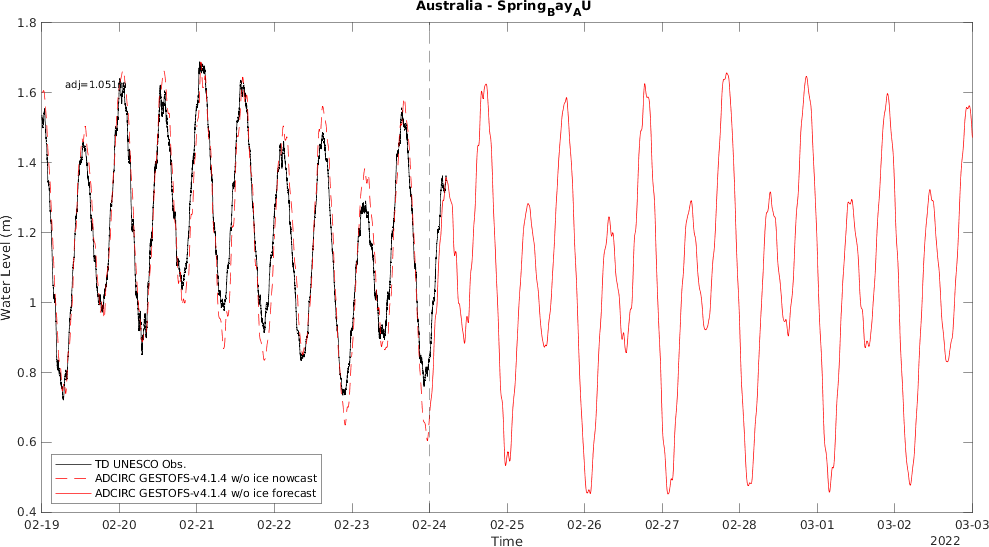 Australia - SpringBayAU
1.8
1.6
1.4
1.2
1
0.8
0.6
0.4
Water Level (m)
adj=1.051m
TD UNESCO Obs.
ADCIRC GESTOFS-v4.1.4 w/o ice nowcast
ADCIRC GESTOFS-v4.1.4 w/o ice forecast
02-19 02-20 02-21 02-22 02-23 02-24 02-25 02-26 02-27 02-28 03-01 03-02 03-03
Time
2022